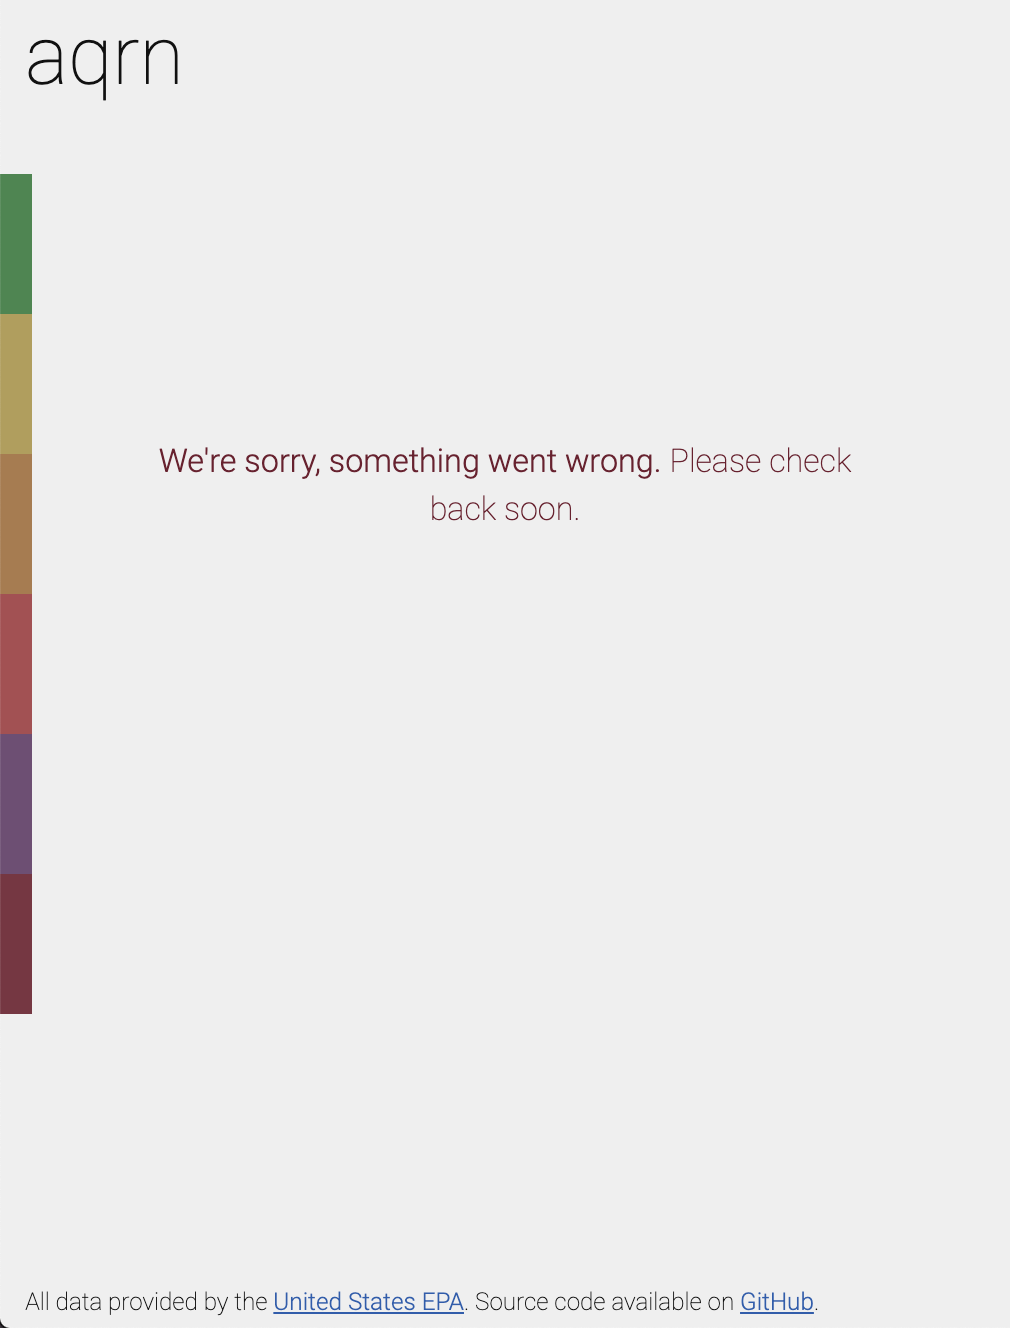 aqrn
We're sorry, something went wrong. Please check
back soon.
All data provided by the United States EPA. Source code available on GitHub.